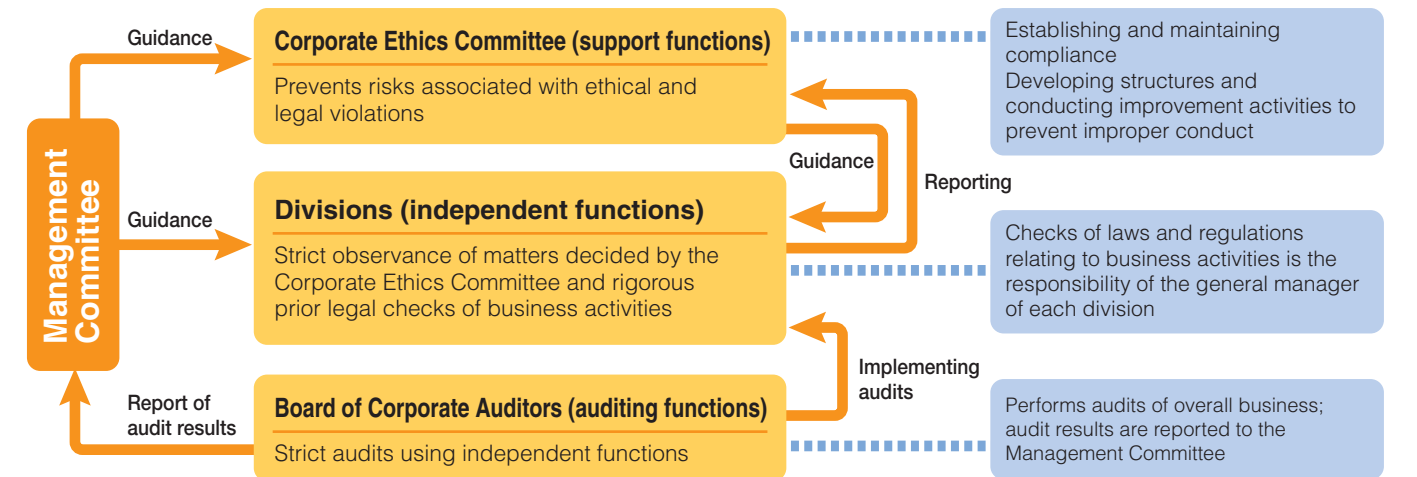 Management
Committee
Guidance
Corporate Ethics Committee (support functions)
Prevents risks associated with ethical and
legal violations
Establishing and maintaining
compliance
Developing structures and
conducting improvement activities to
prevent improper conduct
Guidance
Reporting
Guidance
Divisions (independent functions)
Strict observance of matters decided by the
Corporate Ethics Committee and rigorous
prior legal checks of business activities
Checks of laws and regulations
relating to business activities is the
responsibility of the general manager
of each division
Implementing
audits
Report of
audit results
Board of Corporate Auditors (auditing functions)
Strict audits using independent functions
Performs audits of overall business;
audit results are reported to the
Management Committee